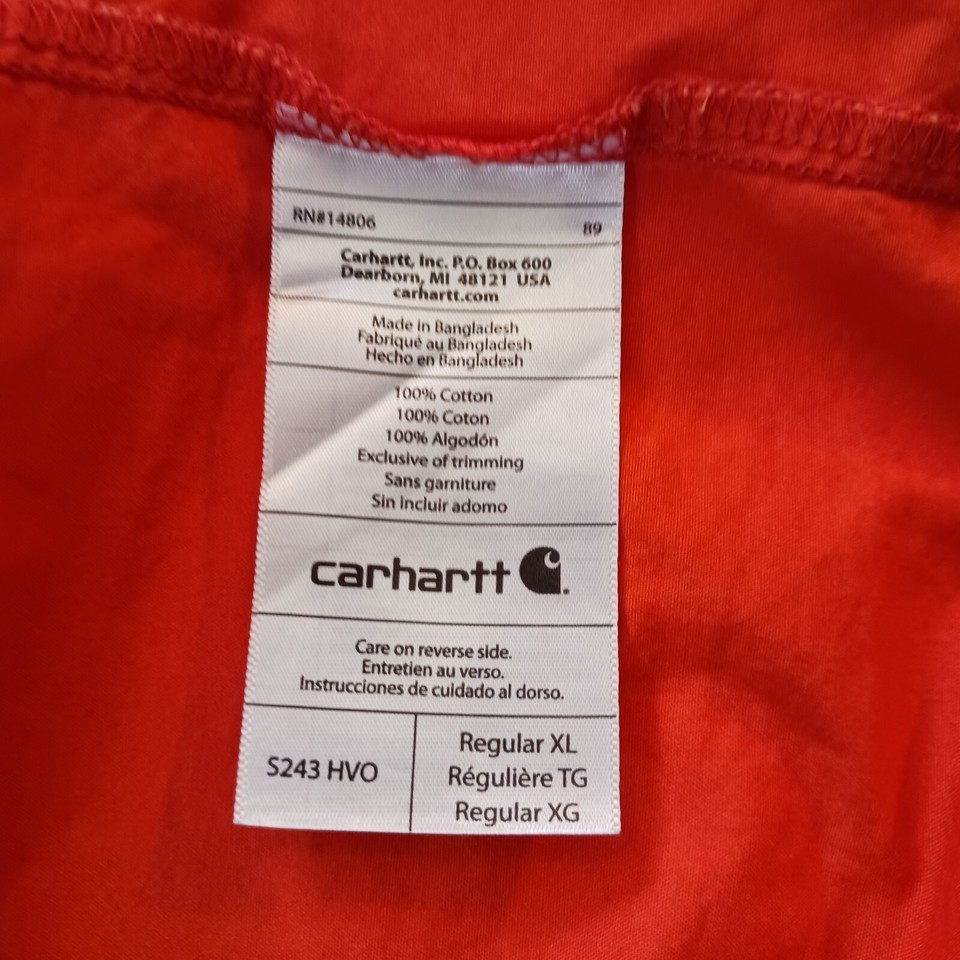 RN#14806 89
Carhartt, Inc. P.O. Box 600
Dearborn, MI 48121 USA
carhartt.com
Made in Bangladesh
Fabriqué au Bangladesh
Hecho en Bangladesh
100% Cotton
100% Coton
100% Algodón
Exclusive of trimming
Sans garniture
Sin incluir adorno
carhartt
Care on reverse side.
Entretien au verso.
Instrucciones de cuidado al dorso.
S243 HVO
Regular XL
Régulière TG
Regular XG